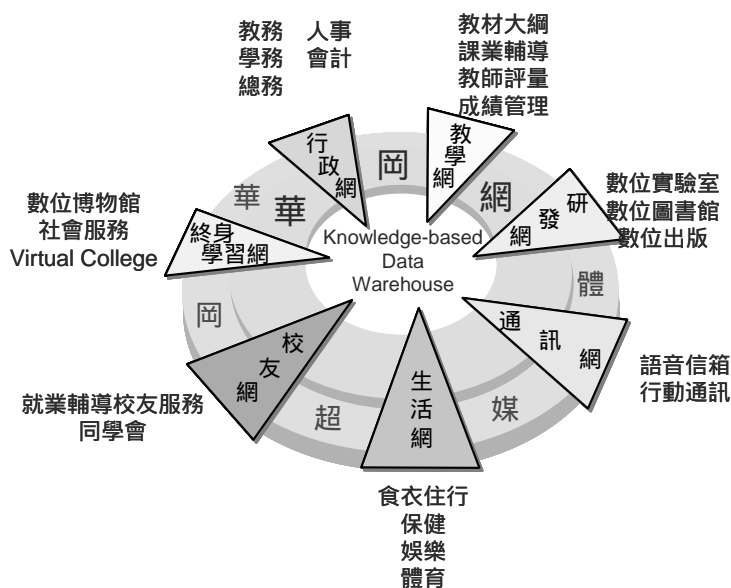 教務 人事
學務 會計
總務
教材大綱
課業輔導
教師評量
成績管理
行政網
岡
教學網
網
數位實驗室
數位圖書館
數位出版
研發網
華
華
數位博物館
社會服務
Virtual College
終身
學習網
Knowledge-based
Data
Warehouse
體
岡
通訊網
語音信箱
行動通訊
校友網
就業輔導校友服務
同學會
超
生活網
媒
食衣住行
保健
娛樂
體育